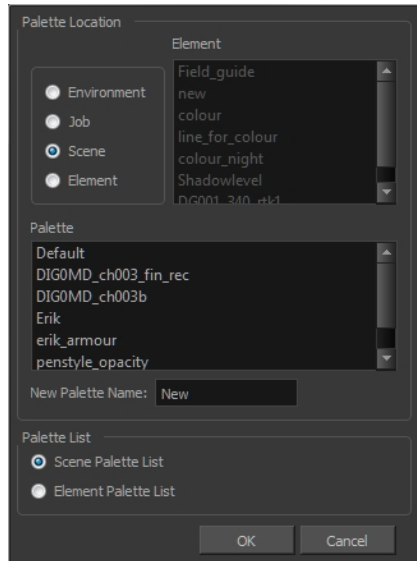 Palette Location
Element
Environment
Job
Scene
Element
Field_guide
new
colour
line_for_colour
colour_night
Shadowlevel
DG001_340_rtk1
Palette
Default
DIG0MD_ch003_fin_rec
DIG0MD_ch003b
Erik
erik_armour
penstyle_opacity
New Palette Name: New
Palette List
Scene Palette List
Element Palette List
OK Cancel